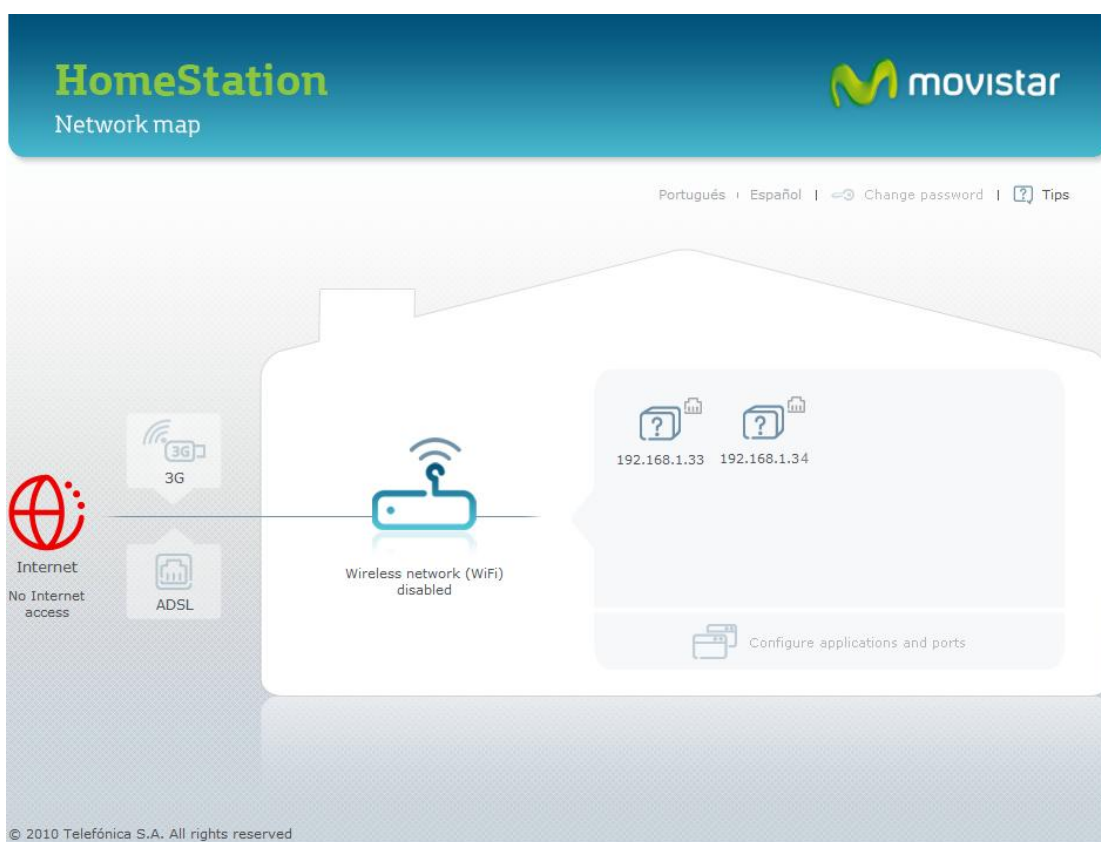 HomeStation
movistar
Network map
Português
Español
Change password
Tips
3G
3G
192.168.1.33
192.168.1.34
Internet
No Internet
access
ADSL
Wireless network (WiFi)
disabled
Configure applications and ports
© 2010 Telefónica S.A. All rights reserved